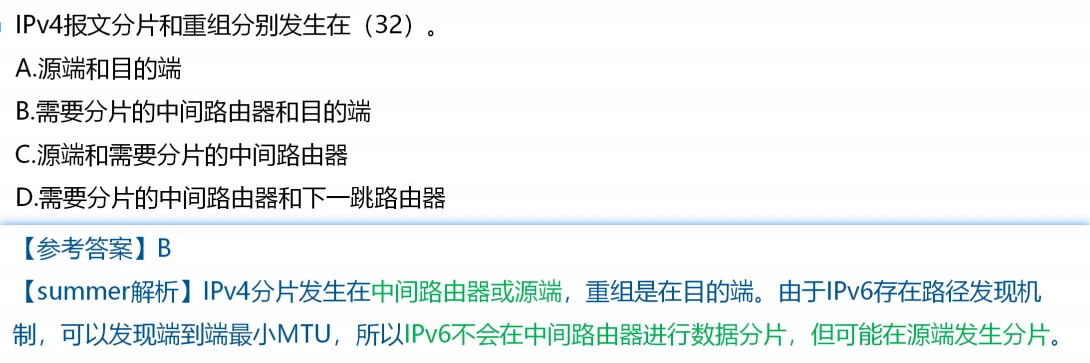 IPv4报文分片和重组分别发生在（32）。
A.源端和目的端
B.需要分片的中间路由器和目的端
C.源端和需要分片的中间路由器
D.需要分片的中间路由器和下一跳路由器
【参考答案】B
【summer解析】IPv4分片发生在中间路由器或源端，重组是在目的端。由于IPv6存在路径发现机
制，可以发现端到端最小MTU，所以IPv6不会在中间路由器进行数据分片，但可能在源端发生分片。